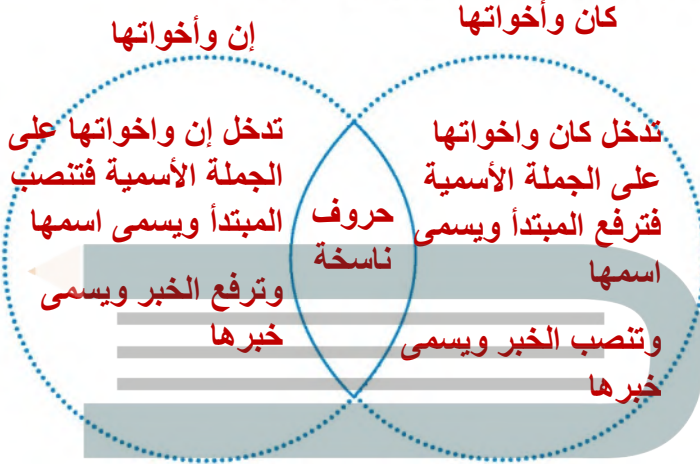 كان وأخواتها
إن وأخواتها
تدخل كان واخواتها
على الجملة الأسمية
فترفع المبتدأ ويسمى
اسمها
وتنصب الخبر ويسمى
خبرها
حروف
ناسخة
تدخل إن واخواتها على
الجملة الأسمية فتنصب
المبتدأ ويسمى اسمها
وترفع الخبر ويسمى
خبرها